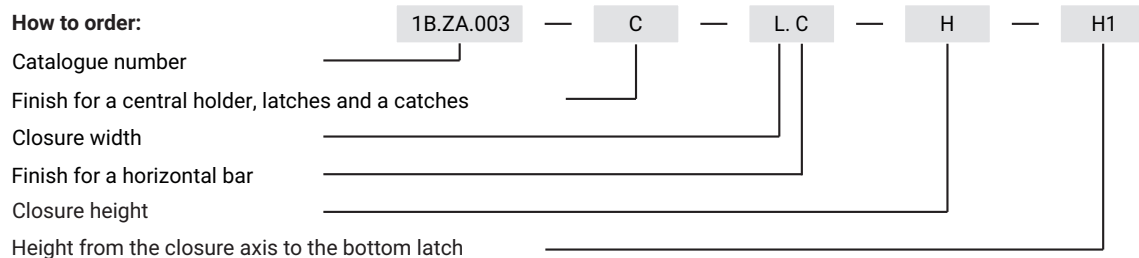 How to order: 1B.ZA.003 — C — L. C — H — H1
Catalogue number
Finish for a central holder, latches and a catches
Closure width
Finish for a horizontal bar
Closure height
Height from the closure axis to the bottom latch